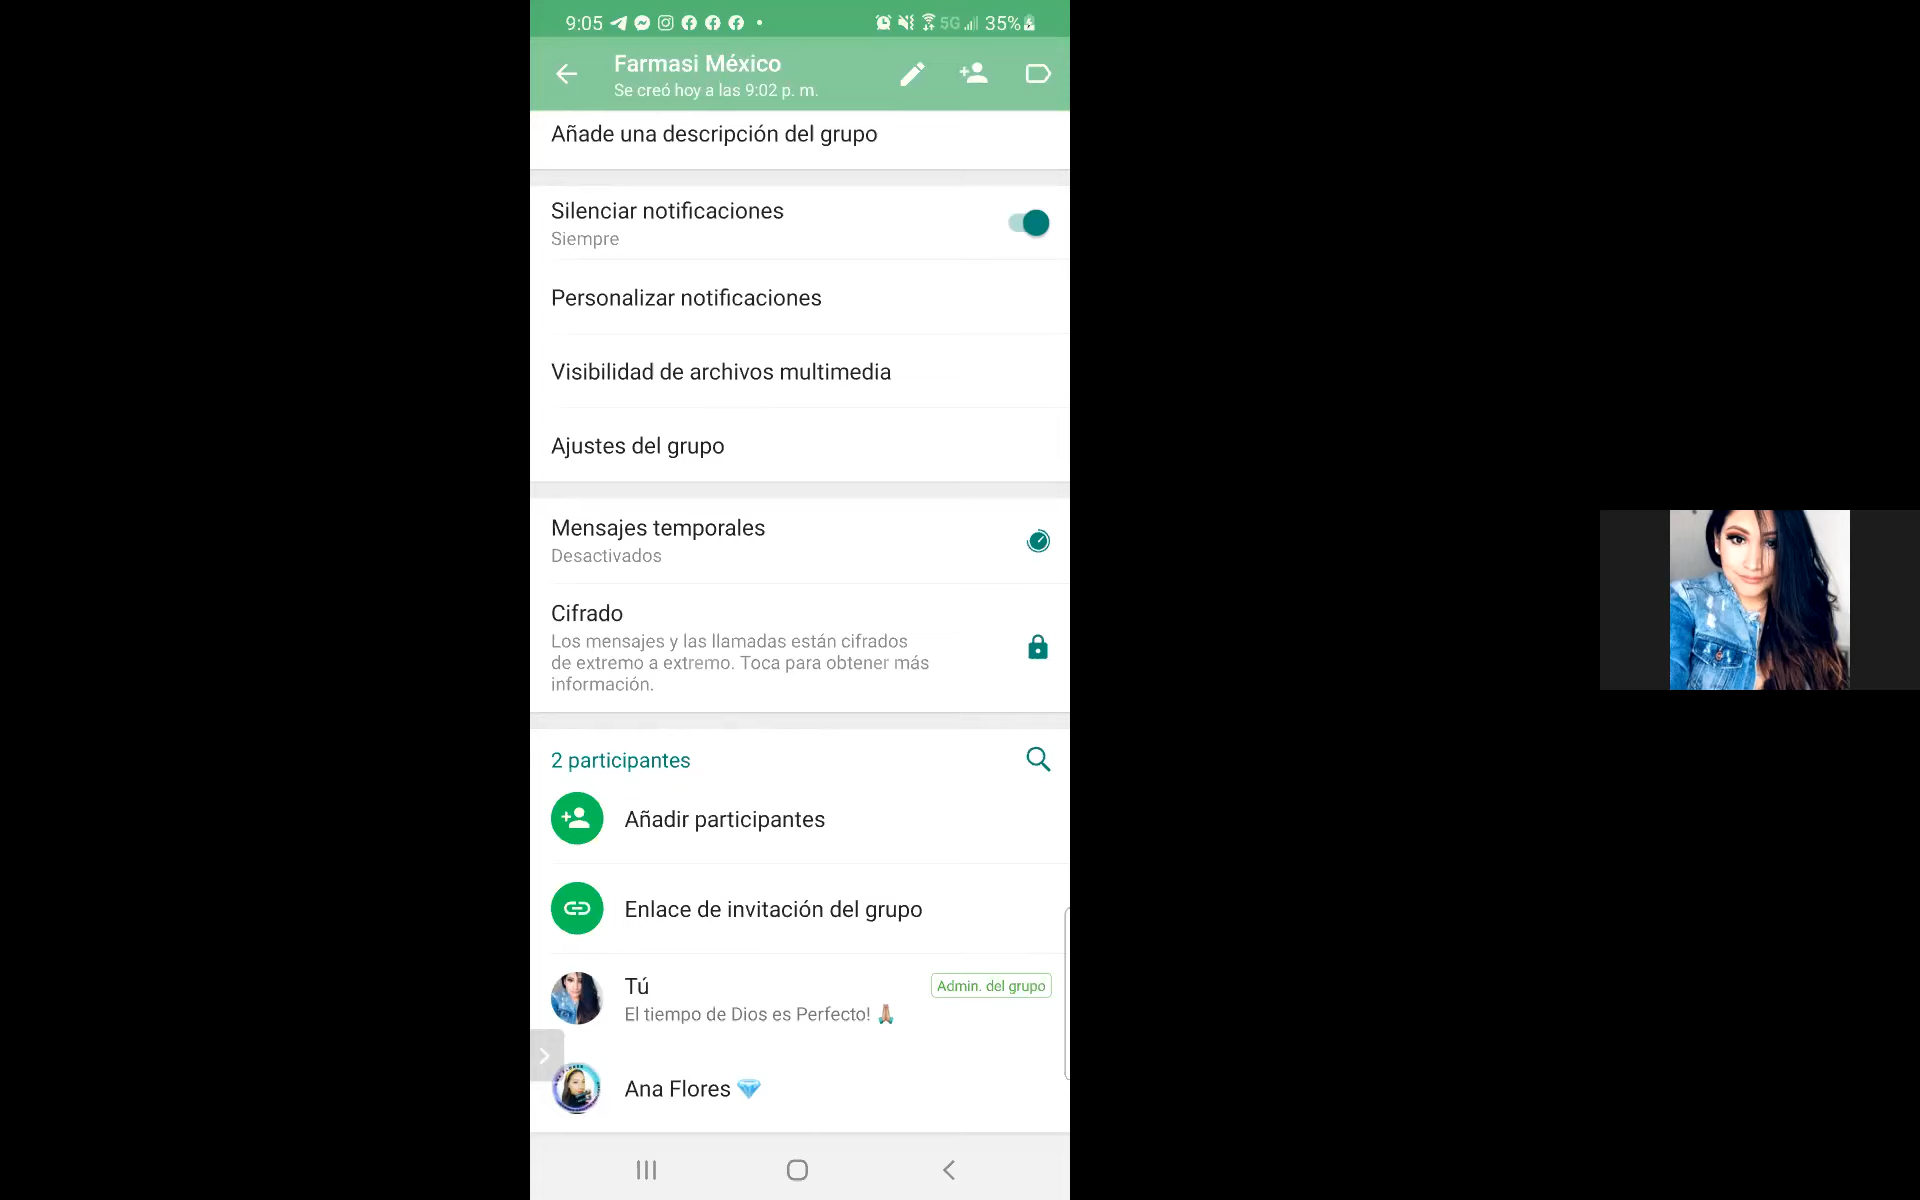 9:05
5G 35%
Farmasi México
Se creó hoy a las 9:02 p. m.
Añade una descripción del grupo
Silenciar notificaciones
Siempre
Personalizar notificaciones
Visibilidad de archivos multimedia
Ajustes del grupo
Mensajes temporales
Desactivados
Cifrado
Los mensajes y las llamadas están cifrados
de extremo a extremo. Toca para obtener más
información.
2 participantes
Añadir participantes
Enlace de invitación del grupo
Tú
Admin. del grupo
El tiempo de Dios es Perfecto! 🙏🏼
Ana Flores 💎